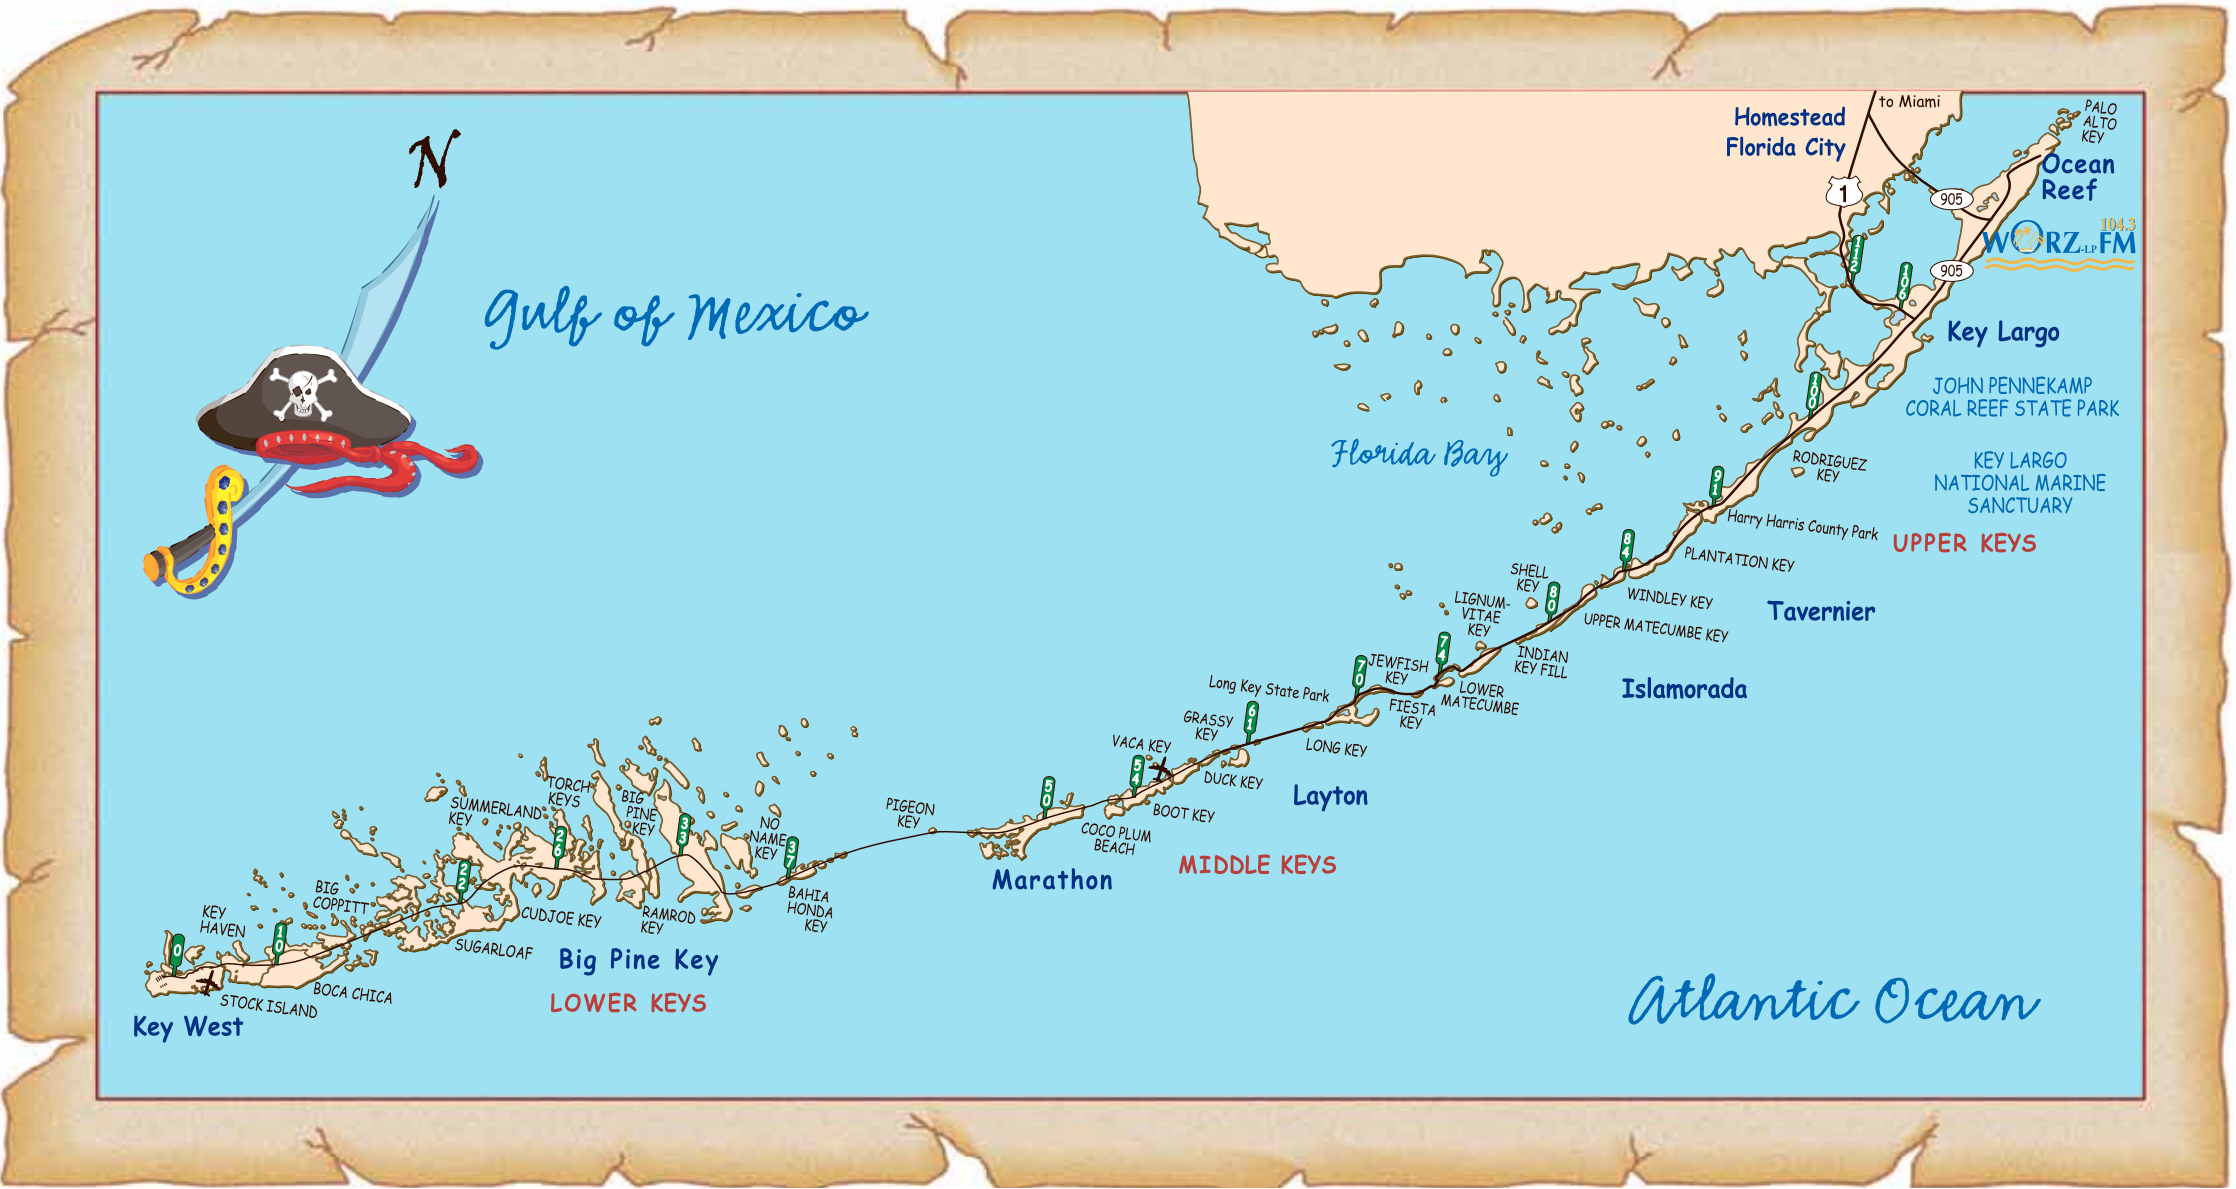 N
Gulf of Mexico
Homestead
Florida City
to Miami
1
905
905
PALO
ALTO
KEY
Ocean
Reef
104.3
WORZ-LP FM
112
106
Key Largo
JOHN PENNEKAMP
CORAL REEF STATE PARK
KEY LARGO
NATIONAL MARINE
SANCTUARY
100
RODRIGUEZ
KEY
Florida Bay
91
Harry Harris County Park
UPPER KEYS
84
PLANTATION KEY
WINDLEY KEY
Tavernier
SHELL
KEY
80
UPPER MATECUMBE KEY
LIGNUM-
VITAE
KEY
INDIAN
KEY FILL
Islamorada
74
LOWER
MATECUMBE
JEWFISH
KEY
70
FIESTA
KEY
Long Key State Park
LONG KEY
61
GRASSY
KEY
DUCK KEY
Layton
VACA KEY
54
BOOT KEY
COCO PLUM
BEACH
MIDDLE KEYS
50
Marathon
PIGEON
KEY
37
BAHIA
HONDA
KEY
NO
NAME
KEY
33
BIG
PINE
KEY
TORCH
KEYS
RAMROD
KEY
26
SUMMERLAND
KEY
CUDJOE KEY
Big Pine Key
LOWER KEYS
22
SUGARLOAF
BIG
COPPITT
10
BOCA CHICA
KEY
HAVEN
0
STOCK ISLAND
Key West
Atlantic Ocean